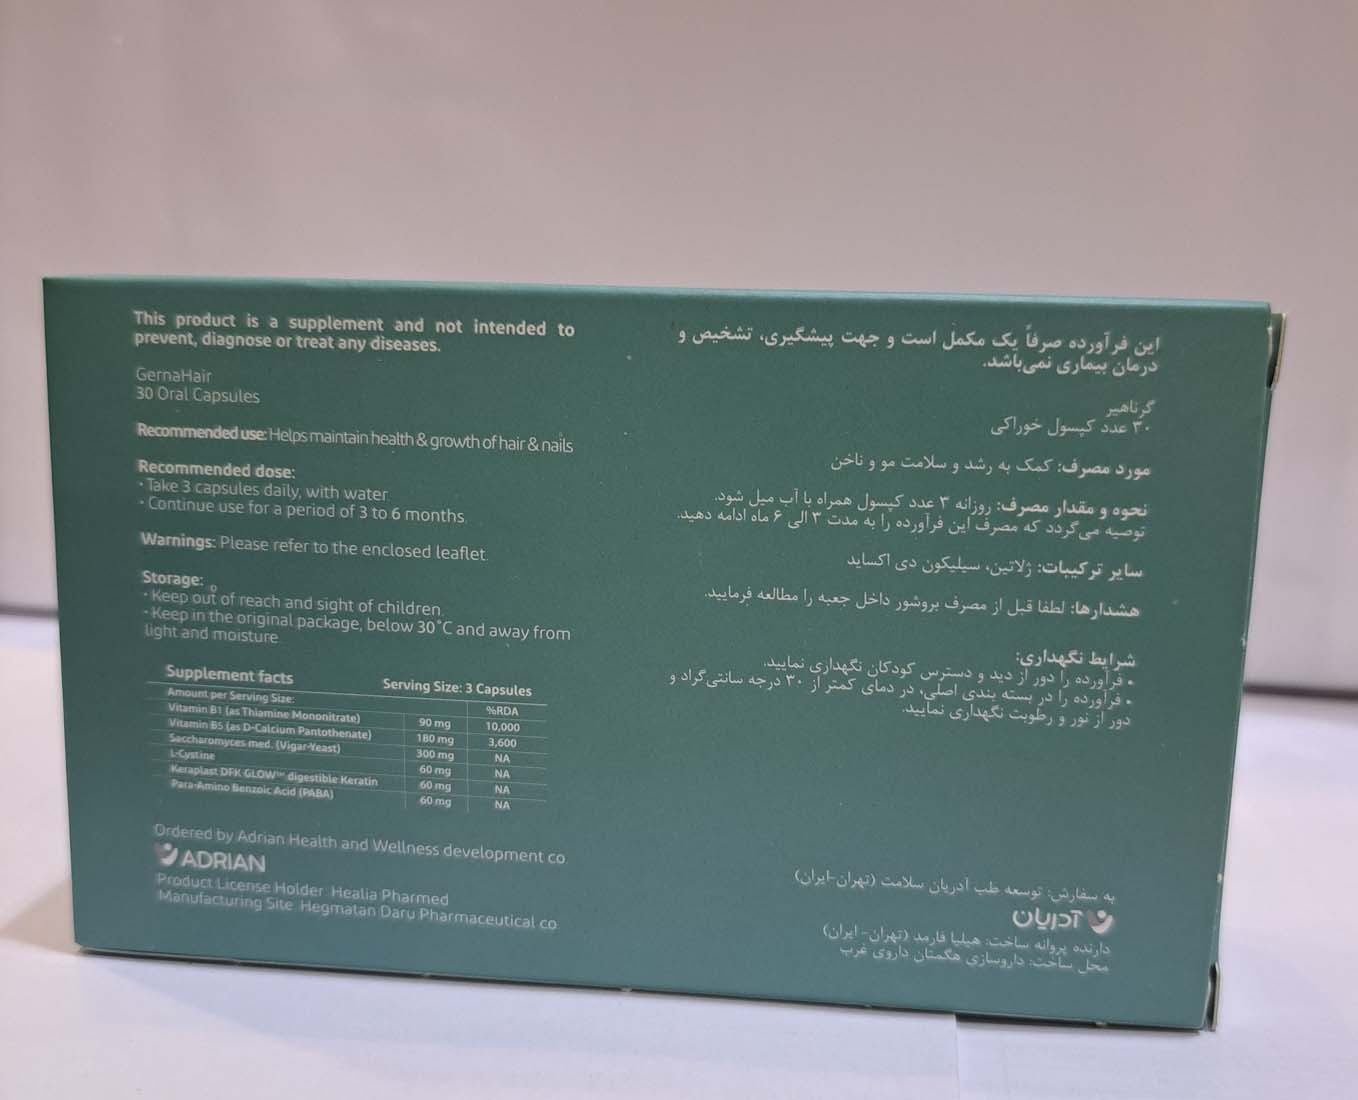 This product is a supplement and not intended to
prevent, diagnose or treat any diseases.
GernaHair
30 Oral Capsules
Recommended use: Helps maintain health & growth of hair & nails
Recommended dose:
• Take 3 capsules daily, with water.
• Continue use for a period of 3 to 6 months.
Warnings: Please refer to the enclosed leaflet.
Storage:
• Keep out of reach and sight of children.
• Keep in the original package, below 30°C and away from
light and moisture.
Supplement facts Serving Size: 3 Capsules
Amount per Serving Size: %RDA
Vitamin B1 (as Thiamine Mononitrate) 90 mg 10,000
Vitamin B5 (as D-Calcium Pantothenate) 180 mg 3,600
Saccharomyces med. (Vigar-Yeast) 300 mg NA
L-Cystine 60 mg NA
Keraplast DFK GLOW™ digestible Keratin 60 mg NA
Para-Amino Benzoic Acid (PABA) 60 mg NA
Ordered by Adrian Health and Wellness development co.
ADRIAN
Product License Holder: Healia Pharmed
Manufacturing Site: Hegmatan Daru Pharmaceutical co.
این فرآورده صرفاً یک مکمل است و جهت پیشگیری، تشخیص و
درمان بیماری نمی‌باشد.
گرناهیر
۳۰ عدد کپسول خوراکی
مورد مصرف: کمک به رشد و سلامت مو و ناخن
نحوه و مقدار مصرف: روزانه ۳ عدد کپسول همراه با آب میل شود.
توصیه می‌گردد که مصرف این فرآورده را به مدت ۳ الی ۶ ماه ادامه دهید.
سایر ترکیبات: ژلاتین، سیلیکون دی اکساید
هشدارها: لطفا قبل از مصرف بروشور داخل جعبه را مطالعه فرمایید.
شرایط نگهداری:
• فرآورده را دور از دید و دسترس کودکان نگهداری نمایید.
• فرآورده را در بسته بندی اصلی، در دمای کمتر از ۳۰ درجه سانتی‌گراد و
دور از نور و رطوبت نگهداری نمایید.
به سفارش: توسعه طب آدریان سلامت (تهران-ایران)
آدریان
دارنده پروانه ساخت: هیلیا فارمد (تهران- ایران)
محل ساخت: داروسازی هگمتان داروی غرب